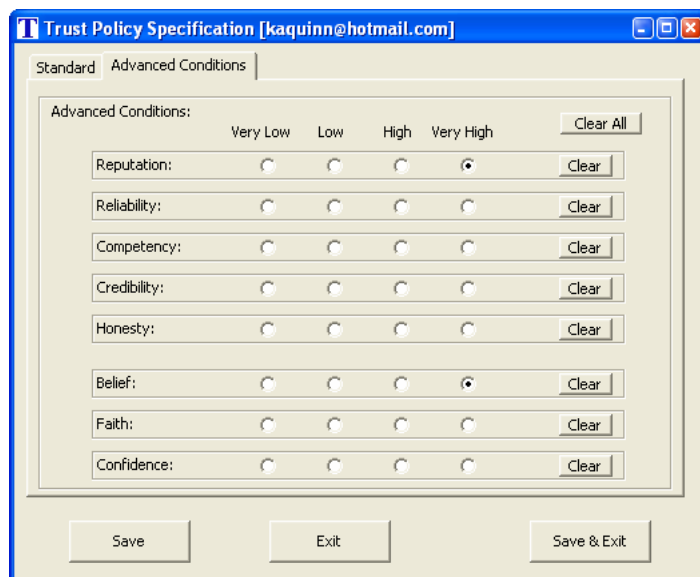 T Trust Policy Specification [kaquinn@hotmail.com]
Standard Advanced Conditions
Advanced Conditions:
Very Low Low High Very High Clear All
Reputation: Clear
Reliability: Clear
Competency: Clear
Credibility: Clear
Honesty: Clear
Belief: Clear
Faith: Clear
Confidence: Clear
Save Exit Save & Exit